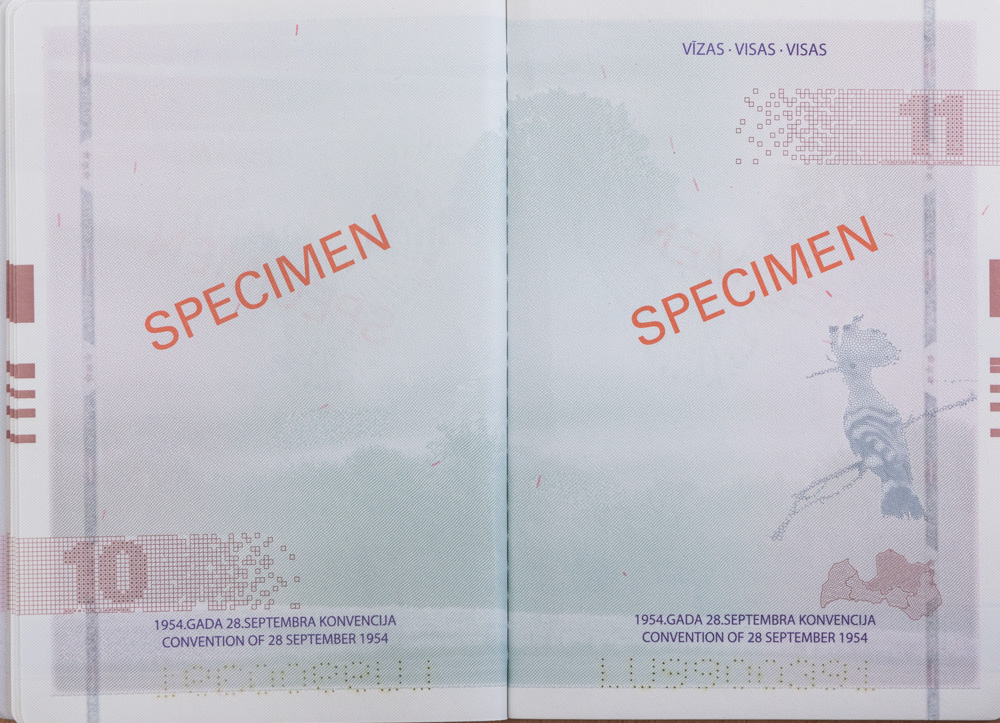 SPECIMEN
10
1954.GADA 28.SEPTEMBRA KONVENCIJA
CONVENTION OF 28 SEPTEMBER 1954
VĪZAS · VISAS · VISAS
11
SPECIMEN
1954.GADA 28.SEPTEMBRA KONVENCIJA
CONVENTION OF 28 SEPTEMBER 1954